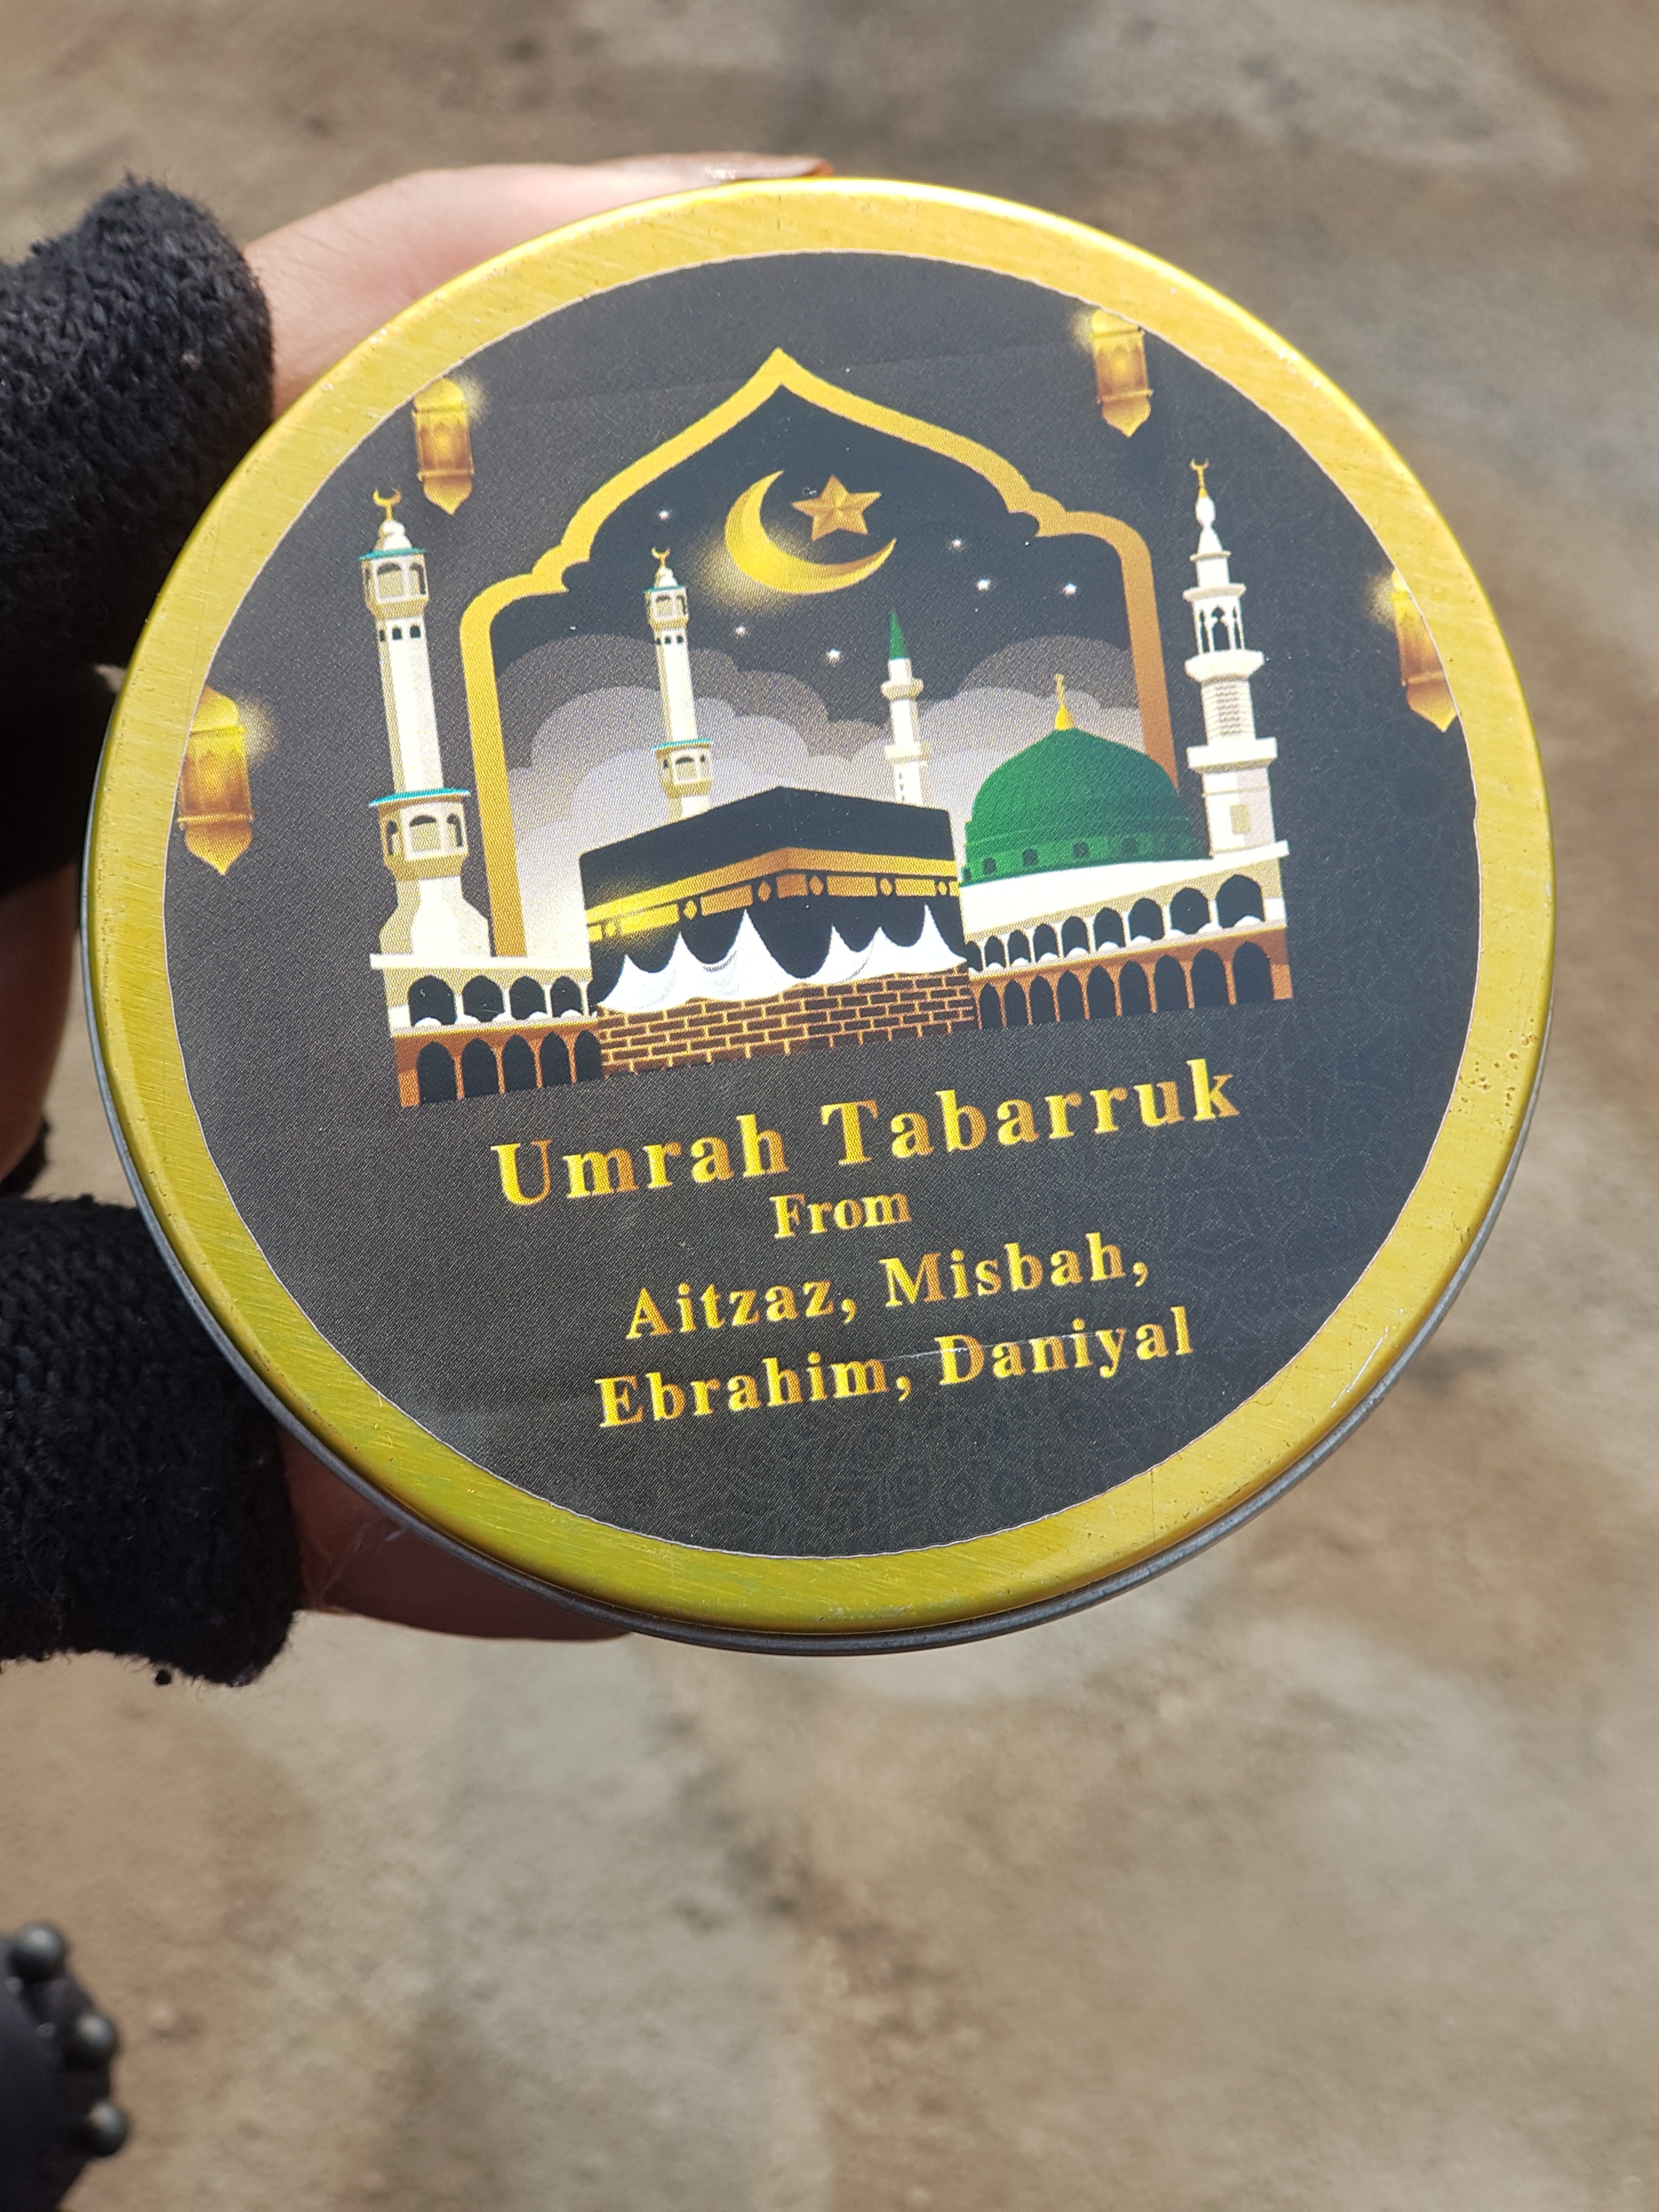 Umrah Tabarruk
From
Aitzaz, Misbah,
Ebrahim, Daniyal